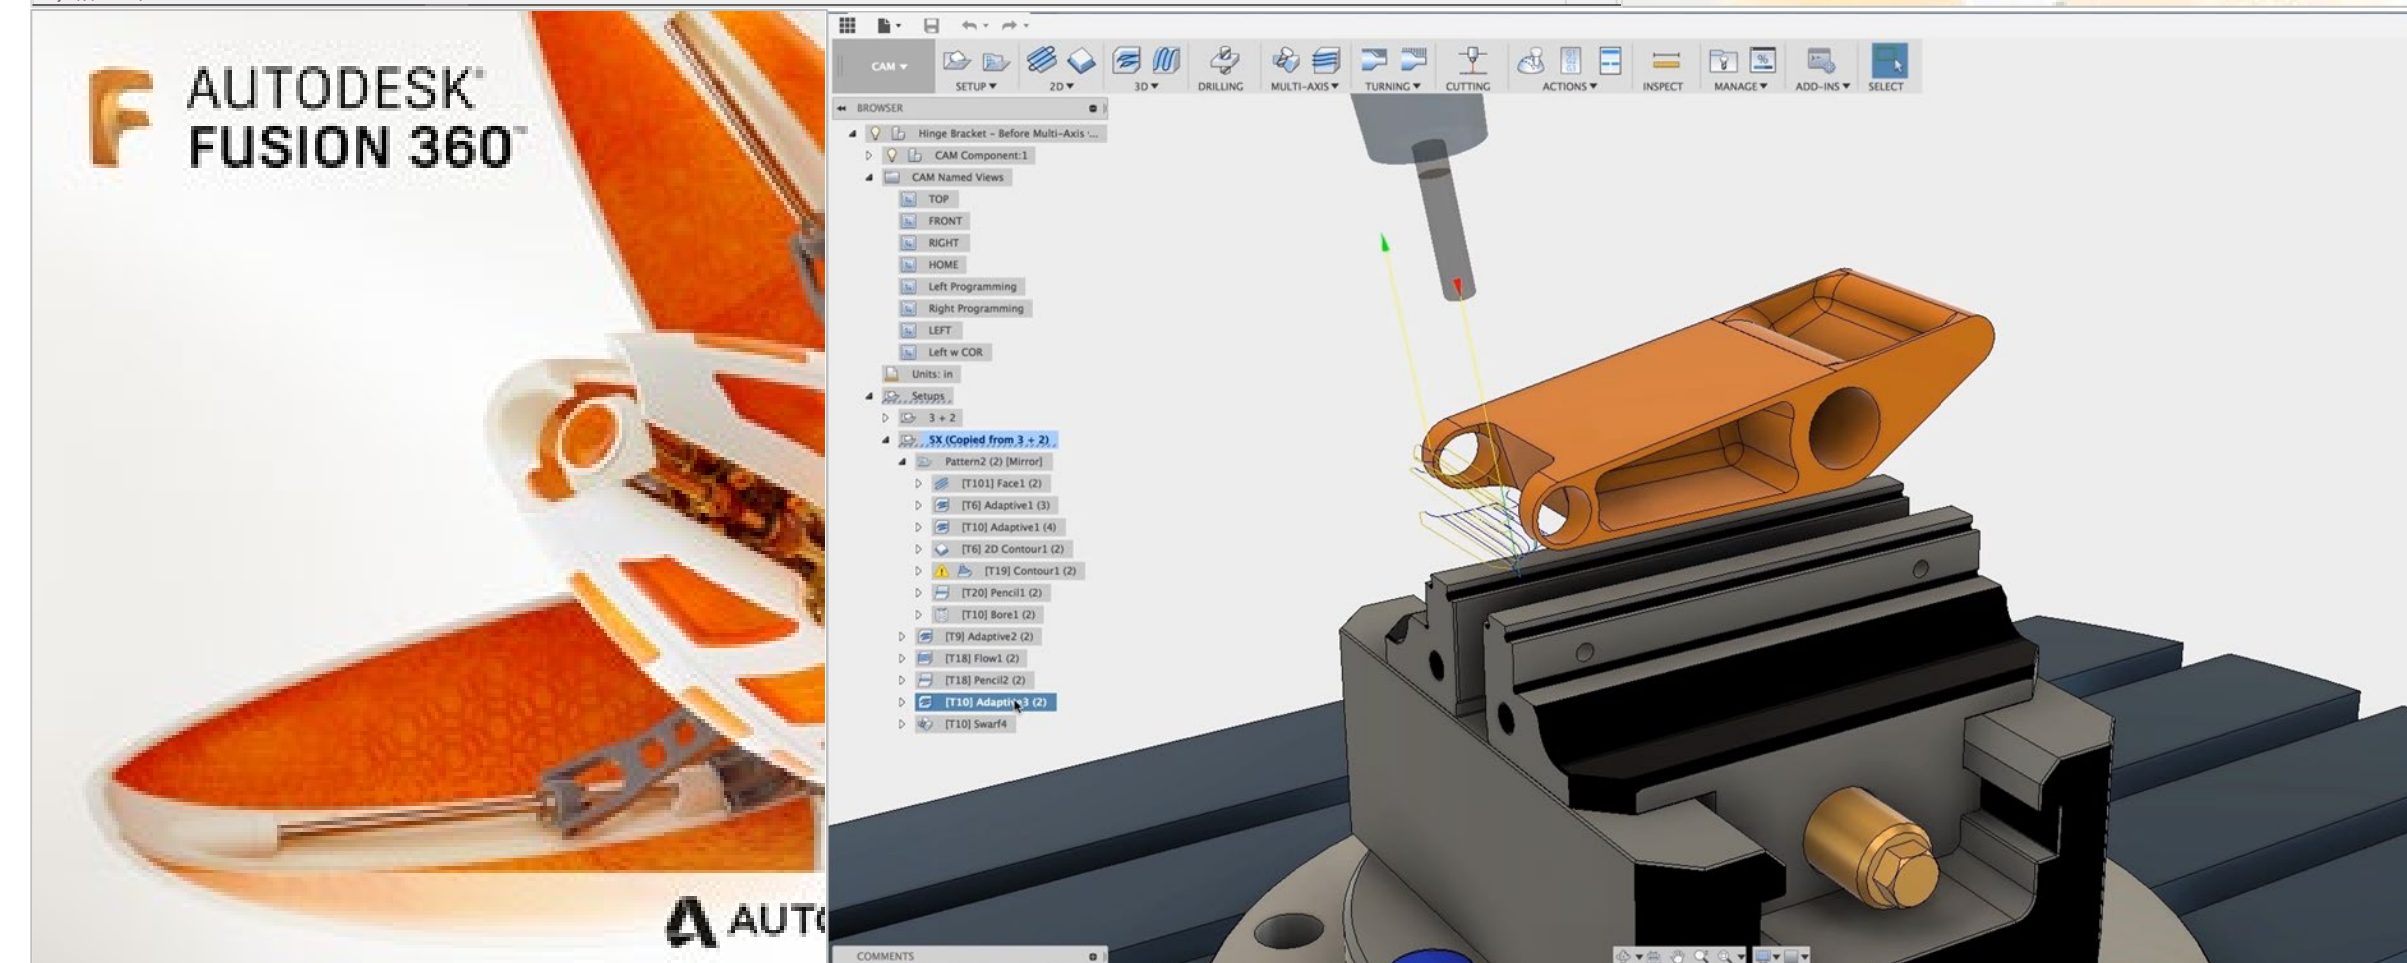 AUTODESK®
FUSION 360™
CAM
SETUP
2D
3D
DRILLING
MULTI-AXIS
TURNING
CUTTING
ACTIONS
INSPECT
MANAGE
ADD-INS
SELECT
BROWSER
Hinge Bracket - Before Multi-Axis ...
CAM Component:1
CAM Named Views
TOP
FRONT
RIGHT
HOME
Left Programming
Right Programming
LEFT
Left w COR
Units: in
Setups
3 + 2
5X (Copied from 3 + 2)
Pattern2 (2) [Mirror]
[T101] Face1 (2)
[T6] Adaptive1 (3)
[T10] Adaptive1 (4)
[T6] 2D Contour1 (2)
[T19] Contour1 (2)
[T20] Pencil1 (2)
[T10] Bore1 (2)
[T9] Adaptive2 (2)
[T18] Flow1 (2)
[T18] Pencil2 (2)
[T10] Adaptive3 (2)
[T10] Swarf4
COMMENTS